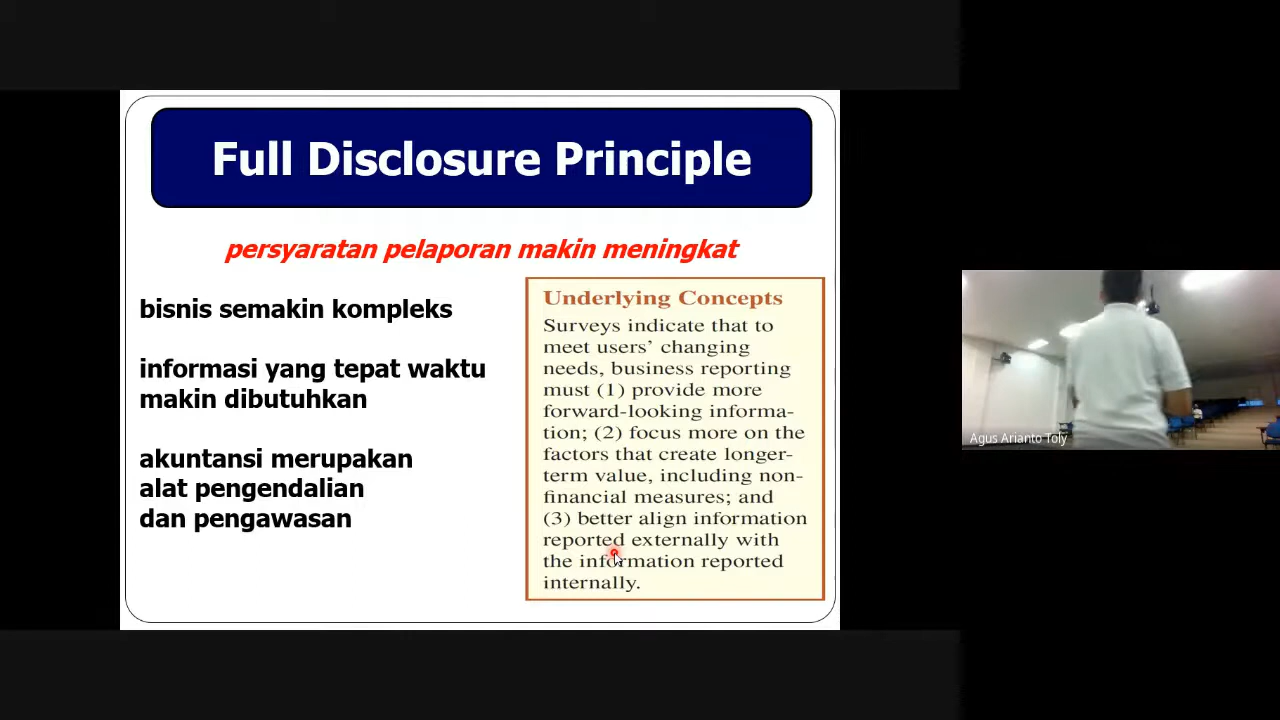 Full Disclosure Principle
persyaratan pelaporan makin meningkat
bisnis semakin kompleks
informasi yang tepat waktu
makin dibutuhkan
akuntansi merupakan
alat pengendalian
dan pengawasan
Underlying Concepts
Surveys indicate that to
meet users' changing
needs, business reporting
must (1) provide more
forward-looking informa-
tion; (2) focus more on the
factors that create longer-
term value, including non-
financial measures; and
(3) better align information
reported externally with
the information reported
internally.
Agus Arianto Toly